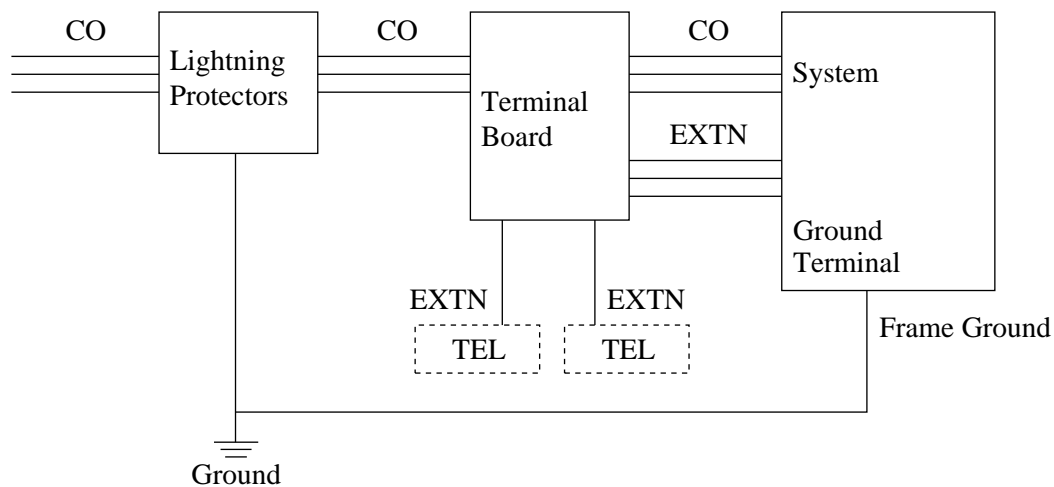 CO
CO
CO
Lightning
Protectors
System
Terminal
Board
EXTN
Ground
Terminal
EXTN
EXTN
TEL
TEL
Frame Ground
Ground